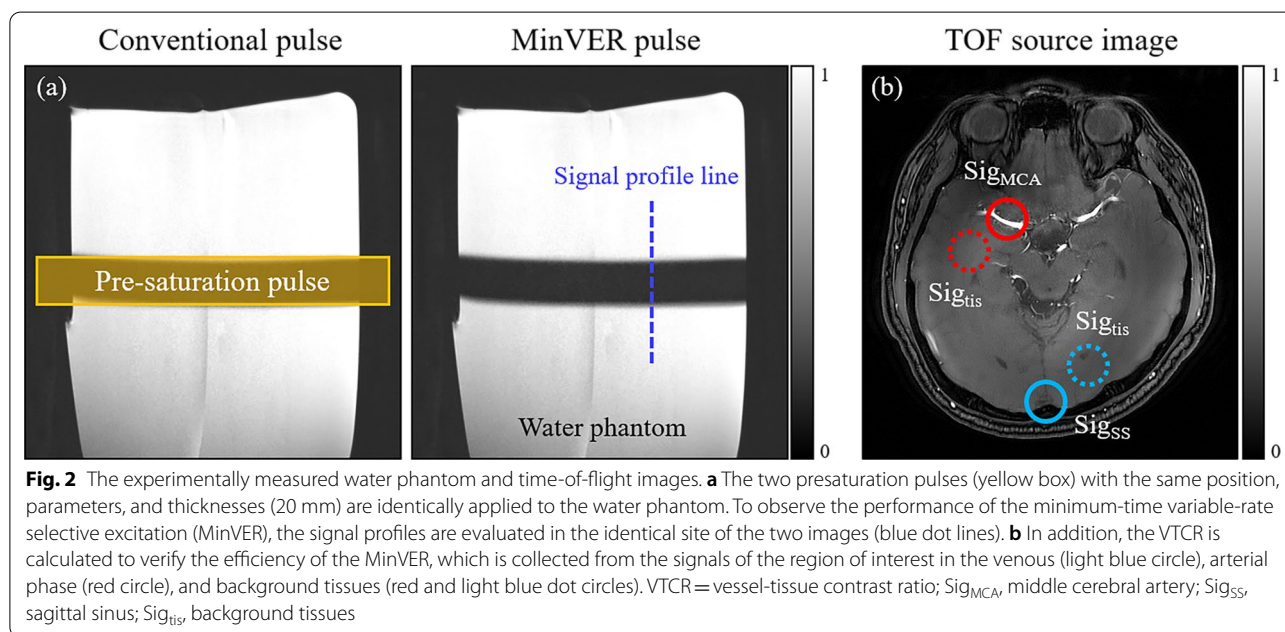 Conventional pulse
MinVER pulse
TOF source image
(a)
Pre-saturation pulse
Signal profile line
Water phantom
1
0
(b)
Sig_MCA
Sig_tis
Sig_tis
Sig_SS
1
0
Fig. 2 The experimentally measured water phantom and time-of-flight images. a The two presaturation pulses (yellow box) with the same position,
parameters, and thicknesses (20 mm) are identically applied to the water phantom. To observe the performance of the minimum-time variable-rate
selective excitation (MinVER), the signal profiles are evaluated in the identical site of the two images (blue dot lines). b In addition, the VTCR is
calculated to verify the efficiency of the MinVER, which is collected from the signals of the region of interest in the venous (light blue circle), arterial
phase (red circle), and background tissues (red and light blue dot circles). VTCR = vessel-tissue contrast ratio; Sig_MCA, middle cerebral artery; Sig_SS,
sagittal sinus; Sig_tis, background tissues